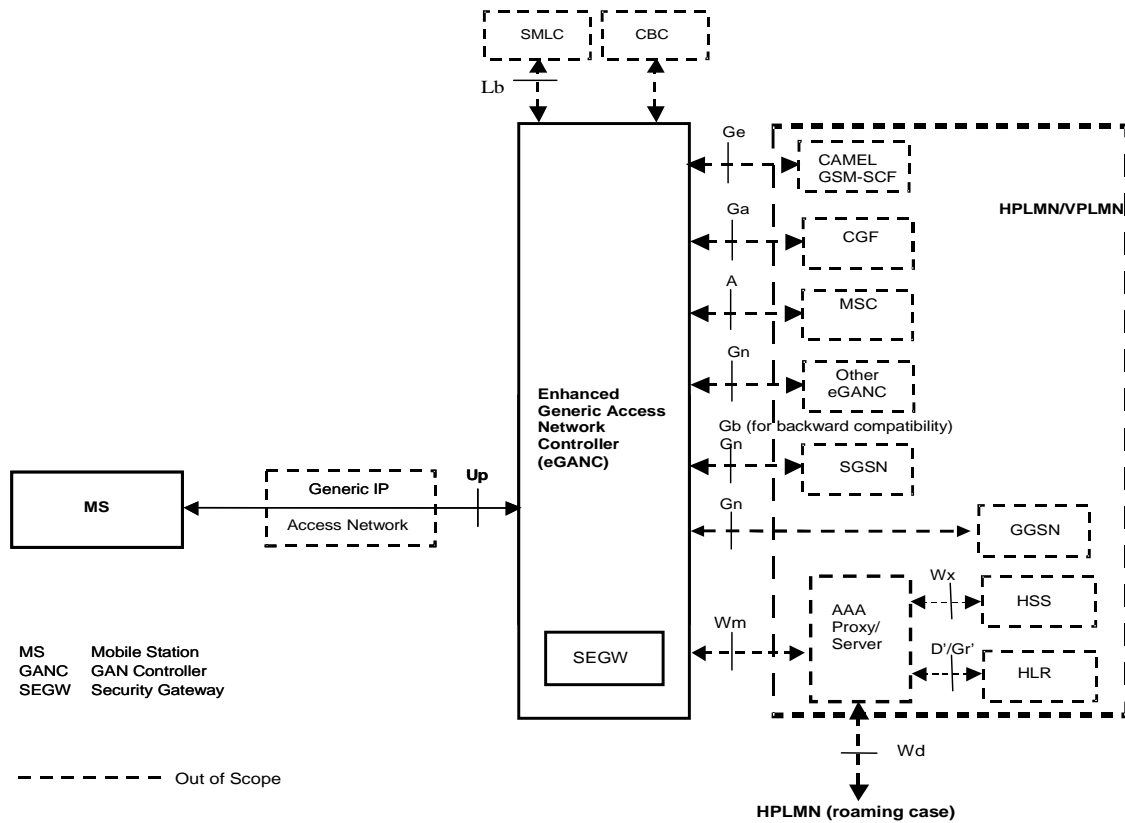 SMLC
CBC
Lb
Ge
CAMEL
GSM-SCF
HPLMN/VPLMN
Ga
CGF
A
MSC
Gn
Other
eGANC
Enhanced
Generic Access
Network
Controller
(eGANC)
Gb (for backward compatibility)
Gn
SGSN
MS
Generic IP
Access Network
Up
Gn
GGSN
Wx
HSS
AAA
Proxy/
Server
Wm
SEGW
D’/Gr’
HLR
MS Mobile Station
GANC GAN Controller
SEGW Security Gateway
Wd
Out of Scope
HPLMN (roaming case)